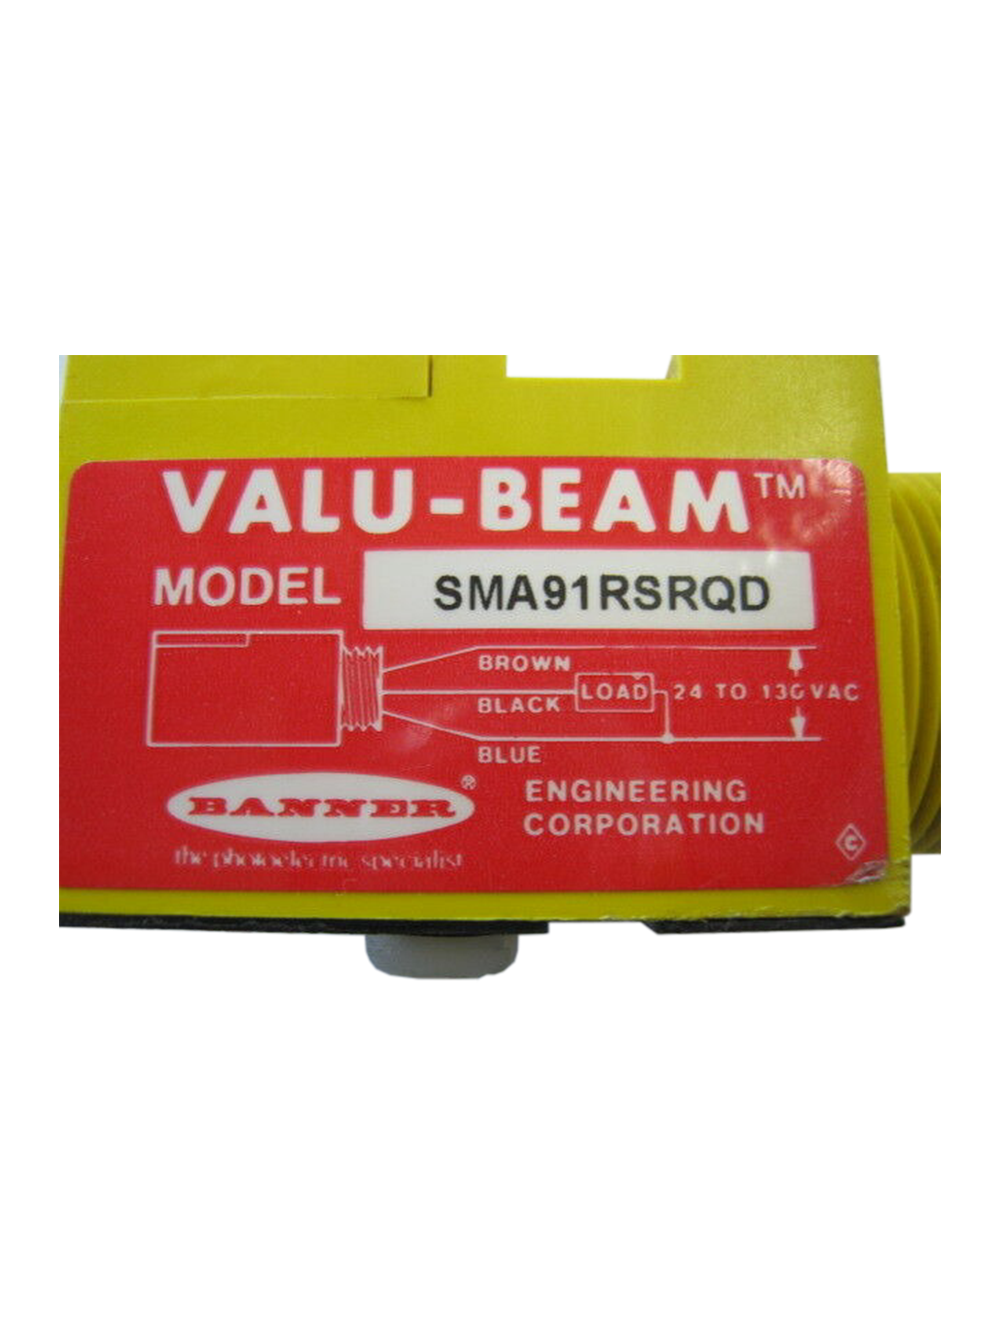 VALU-BEAM™
MODEL SMA91RSRQD
BROWN
BLACK LOAD 24 TO 130 VAC
BLUE
BANNER® ENGINEERING
CORPORATION
the photoelectric specialist
C